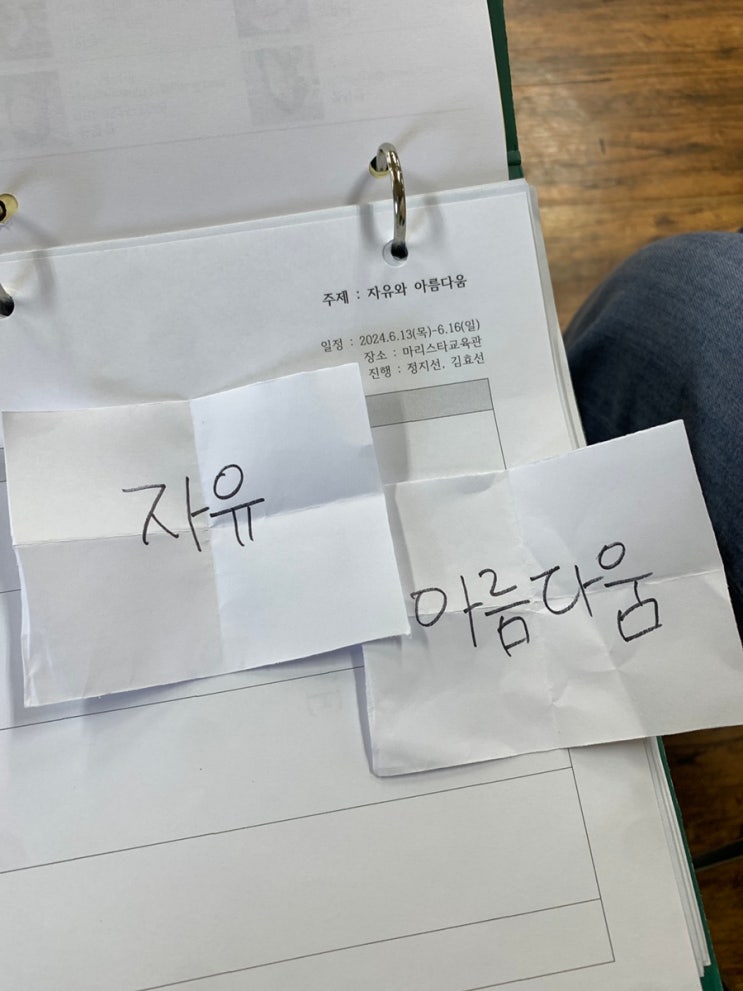 주제 : 자유와 아름다움
일정 : 2024.6.13(목)-6.16(일)
장소 : 마리스타교육관
진행 : 정지선, 김효선
자유
아름다움